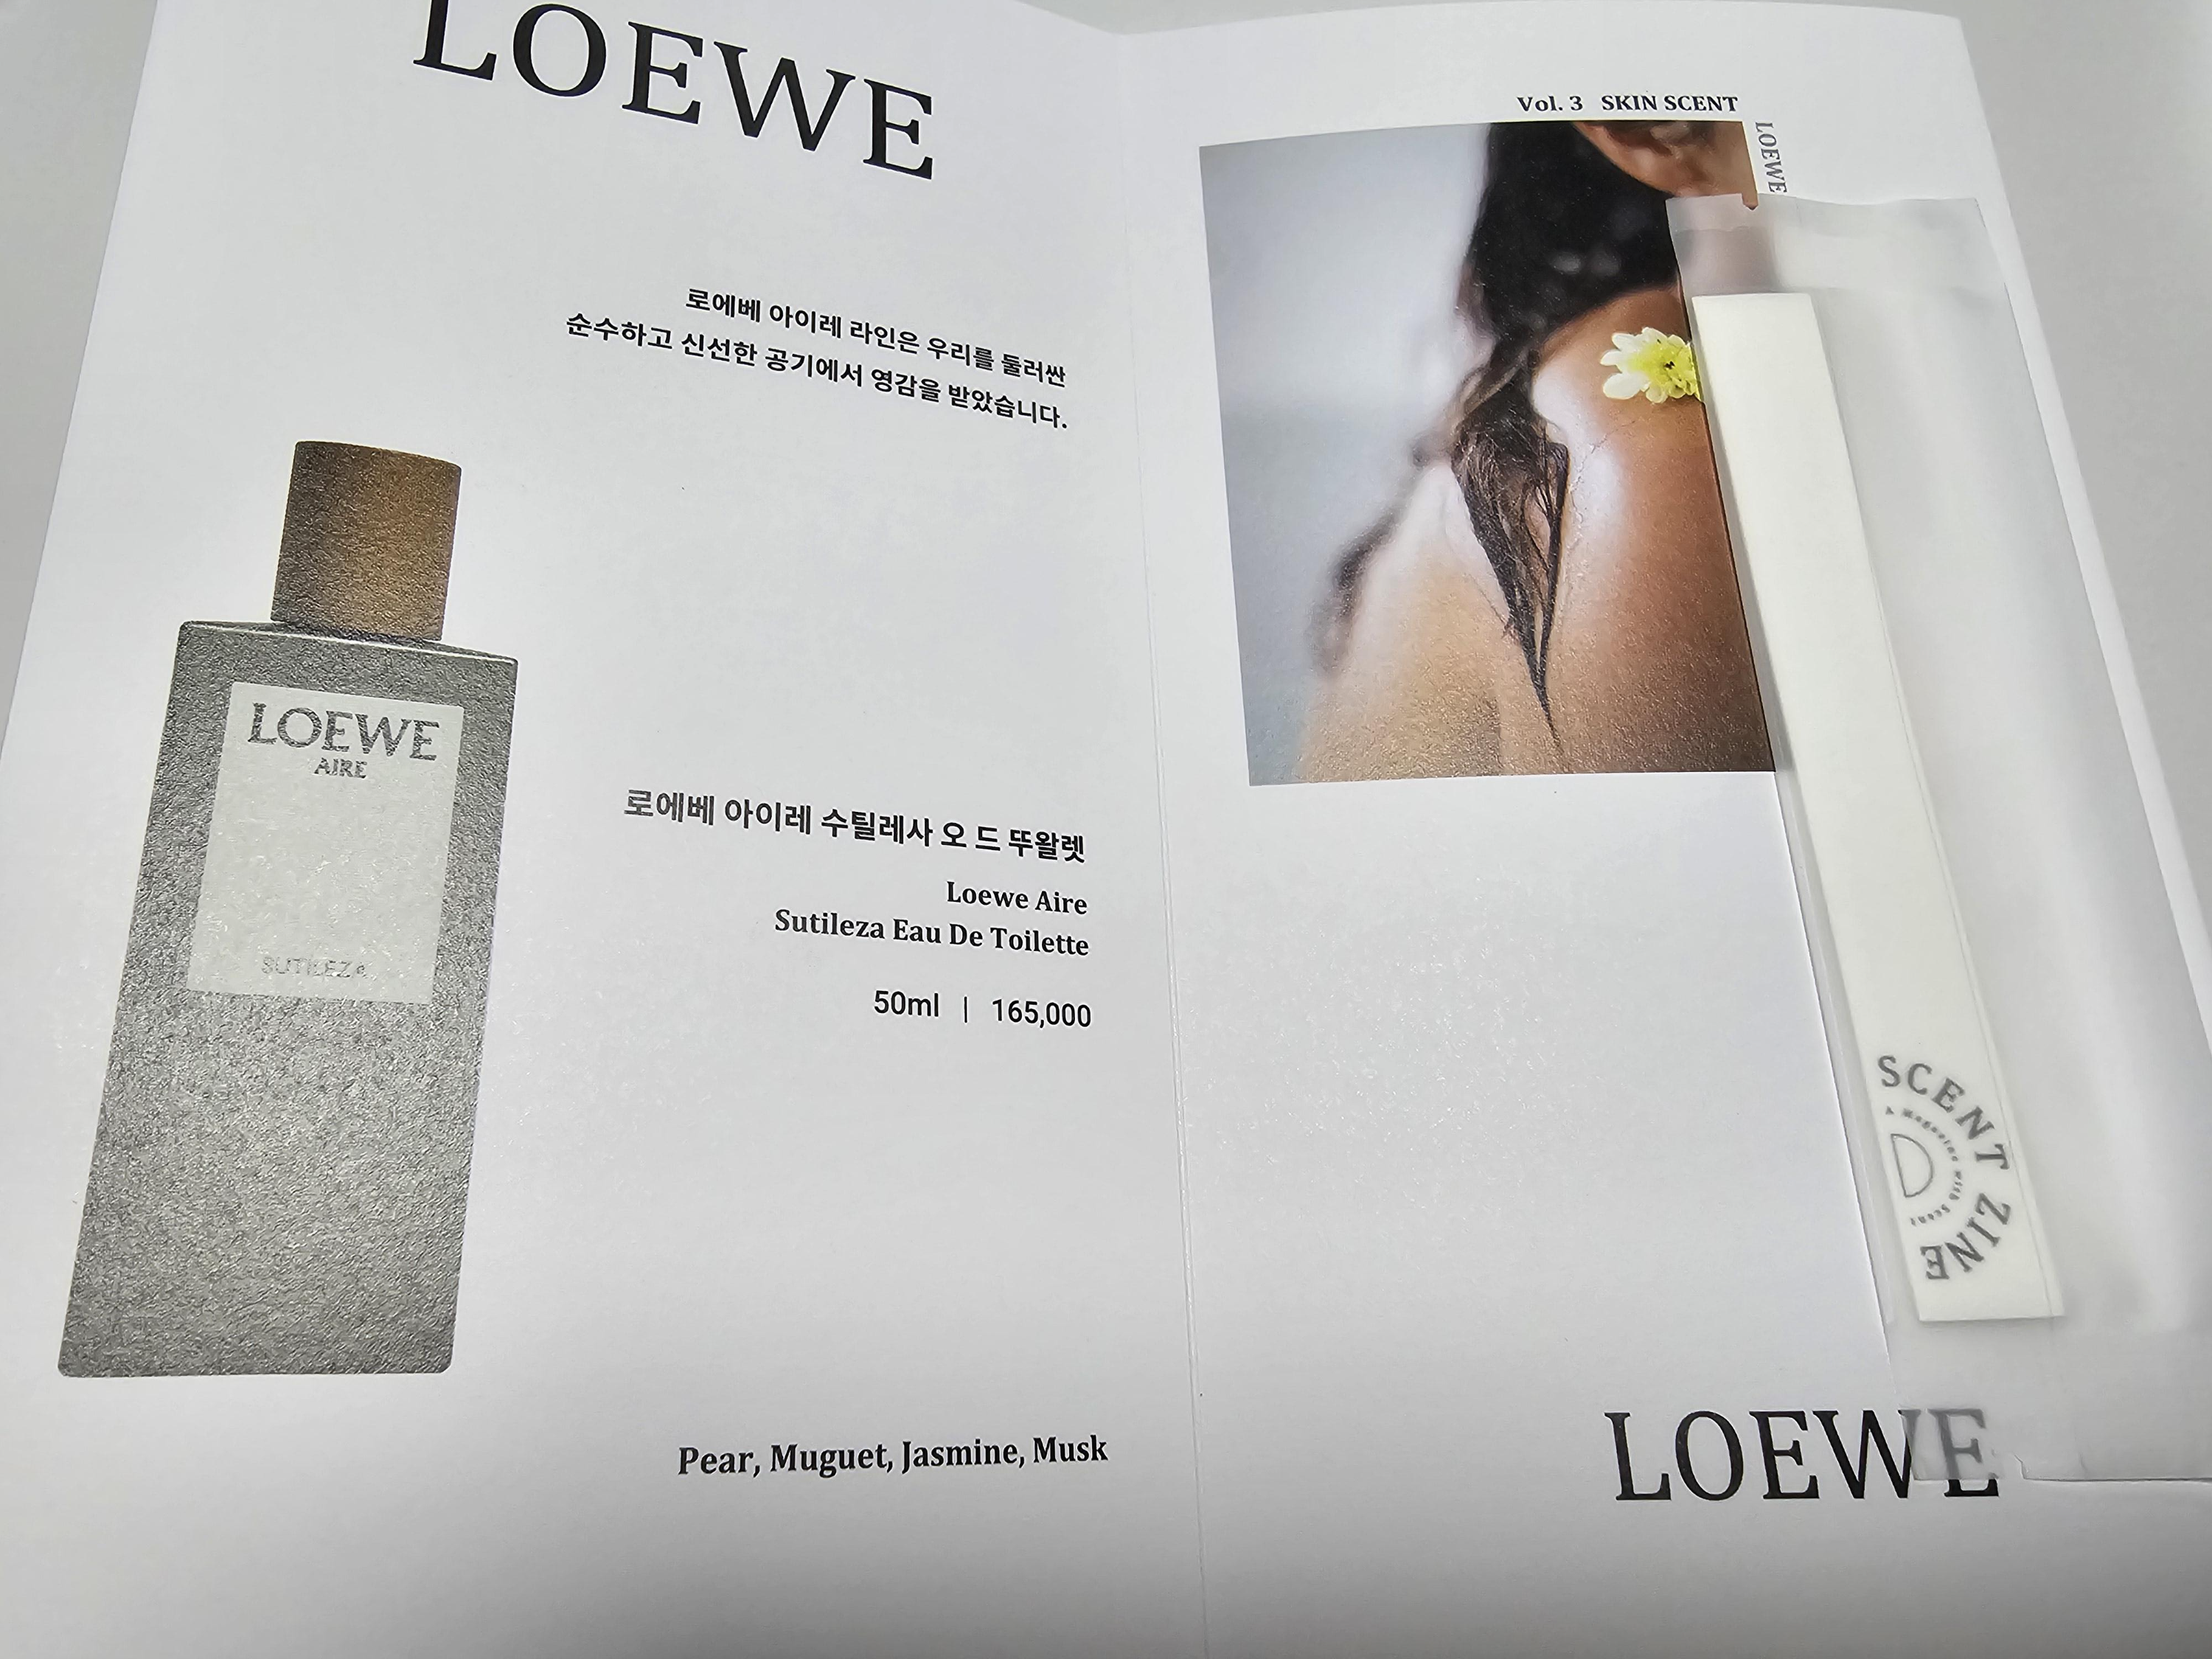 LOEWE
로에베 아이레 라인은 우리를 둘러싼
순수하고 신선한 공기에서 영감을 받았습니다.
LOEWE
AIRE
SUTILEZA
로에베 아이레 수틸레사 오 드 뚜왈렛
Loewe Aire
Sutileza Eau De Toilette
50ml | 165,000
Pear, Muguet, Jasmine, Musk
Vol. 3 SKIN SCENT
LOEWE
SCENT ZINE
A Magazine with Scent
LOEWE